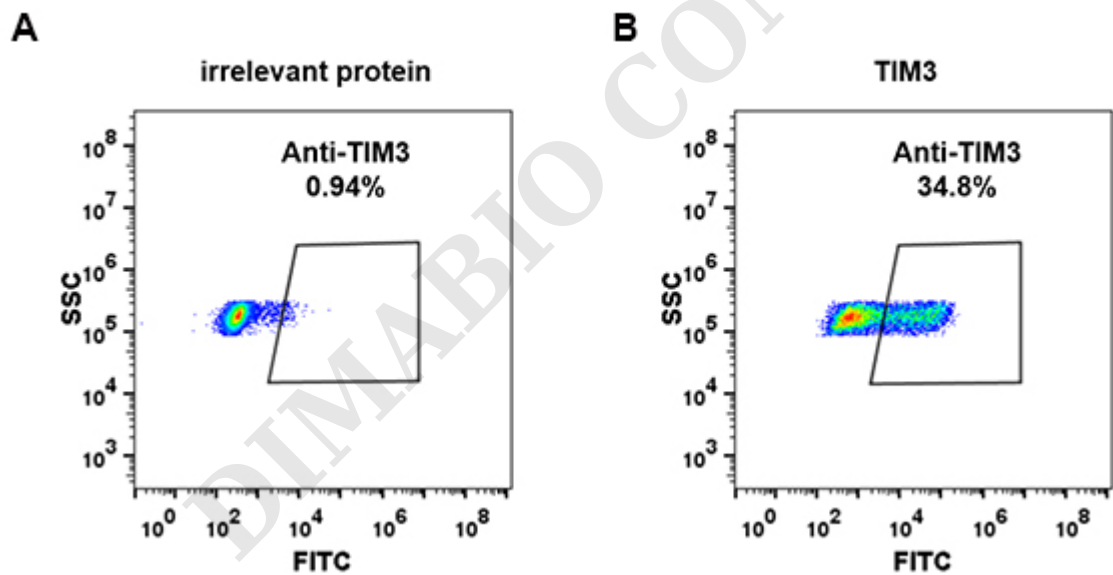 A
irrelevant protein
Anti-TIM3
0.94%
SSC
10^8
10^7
10^6
10^5
10^4
10^3
10^0 10^2 10^4 10^6 10^8
FITC
B
TIM3
Anti-TIM3
34.8%
SSC
10^8
10^7
10^6
10^5
10^4
10^3
10^0 10^2 10^4 10^6 10^8
FITC
DIMABIO